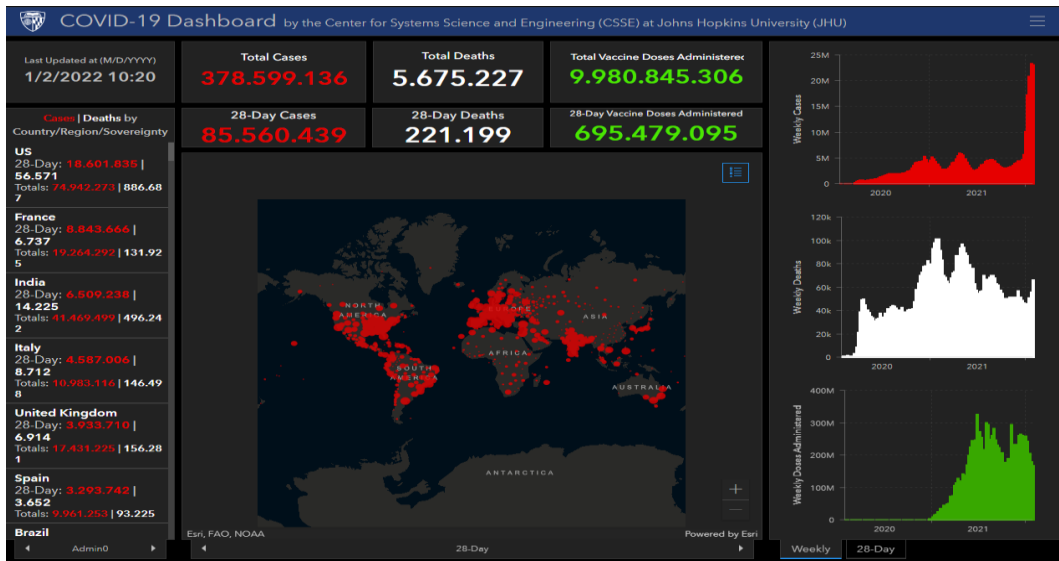 COVID-19 Dashboard by the Center for Systems Science and Engineering (CSSE) at Johns Hopkins University (JHU)
Last Updated at (M/D/YYYY)
1/2/2022 10:20
Total Cases
378.599.136
Total Deaths
5.675.227
Total Vaccine Doses Administerec
9.980.845.306
28-Day Cases
85.560.439
28-Day Deaths
221.199
28-Day Vaccine Doses Administered
695.479.095
Cases | Deaths by
Country/Region/Sovereignty
US
28-Day: 18.601.835 |
56.571
Totals: 74.942.273 | 886.68
7
France
28-Day: 8.843.666 |
6.737
Totals: 19.264.292 | 131.92
5
India
28-Day: 6.509.238 |
14.225
Totals: 41.469.499 | 496.24
2
Italy
28-Day: 4.587.006 |
8.712
Totals: 10.983.116 | 146.49
8
United Kingdom
28-Day: 3.933.710 |
6.914
Totals: 17.431.225 | 156.28
1
Spain
28-Day: 3.293.742 |
3.652
Totals: 9.961.253 | 93.225
Brazil
Admin0
NORTH
AMERICA
EUROPE
ASIA
AFRICA
SOUTH
AMERICA
AUSTRALIA
ANTARCTICA
+
−
Esri, FAO, NOAA
Powered by Esri
28-Day
Weekly Cases
25M
20M
15M
10M
5M
0
2020
2021
Weekly Deaths
120k
100k
80k
60k
40k
20k
0
2020
2021
Weekly Doses Administered
400M
300M
200M
100M
0
2020
2021
Weekly
28-Day